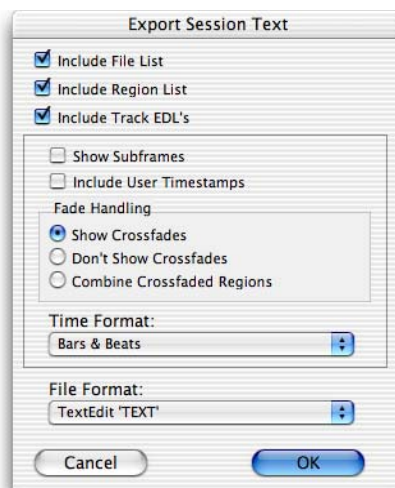 Export Session Text
Include File List
Include Region List
Include Track EDL's
Show Subframes
Include User Timestamps
Fade Handling
Show Crossfades
Don't Show Crossfades
Combine Crossfaded Regions
Time Format:
Bars & Beats
File Format:
TextEdit 'TEXT'
Cancel OK